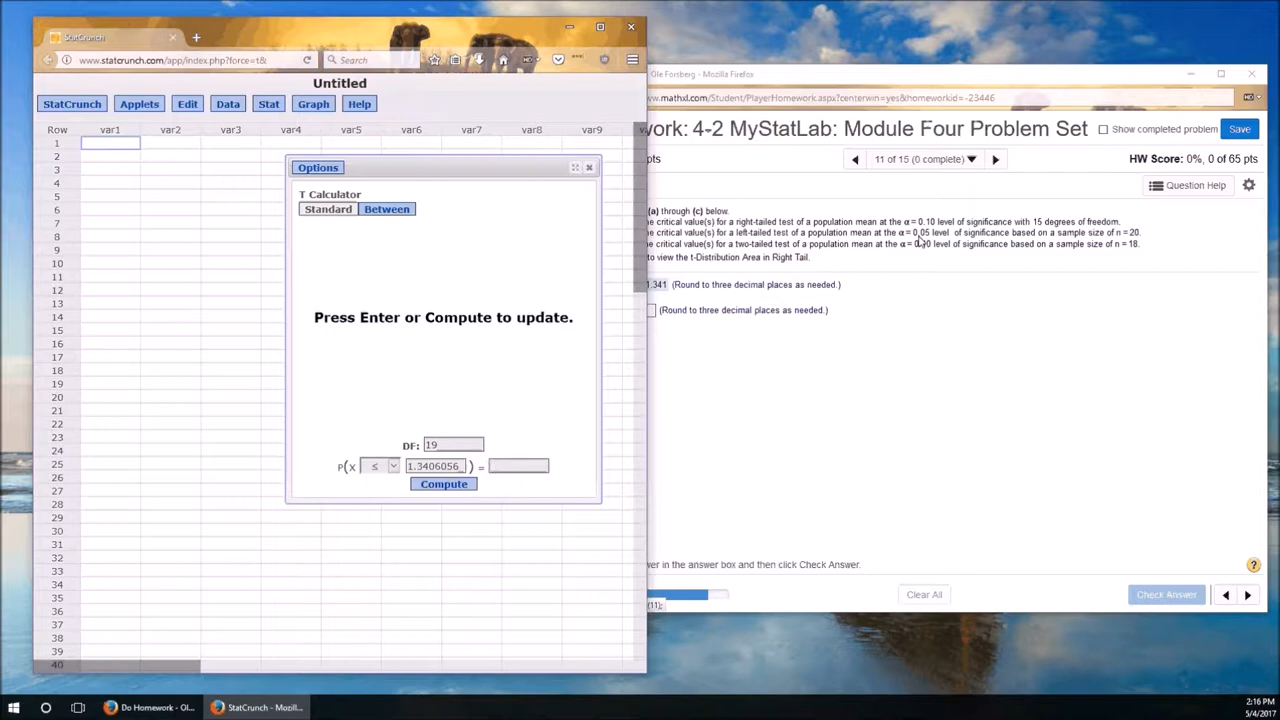 StatCrunch
www.statcrunch.com/app/index.php?force=t&
Search
Untitled
StatCrunch Applets Edit Data Stat Graph Help
Row var1 var2 var3 var4 var5 var6 var7 var8 var9
1
2
3
4
5
6
7
8
9
10
11
12
13
14
15
16
17
18
19
20
21
22
23
24
25
26
27
28
29
30
31
32
33
34
35
36
37
38
39
40
Options
T Calculator
Standard Between
Press Enter or Compute to update.
DF: 19
P(X ≤ 1.3406056 ) =
Compute
Ole Forsberg - Mozilla Firefox
ww.mathxl.com/Student/PlayerHomework.aspx?centerwin=yes&homeworkid=-23446
HD
work: 4-2 MyStatLab: Module Four Problem Set
Show completed problem
Save
pts
11 of 15 (0 complete)
HW Score: 0%, 0 of 65 pts
Question Help
(a) through (c) below.
he critical value(s) for a right-tailed test of a population mean at the α = 0.10 level of significance with 15 degrees of freedom.
he critical value(s) for a left-tailed test of a population mean at the α = 0.05 level of significance based on a sample size of n = 20.
he critical value(s) for a two-tailed test of a population mean at the α = level of significance based on a sample size of n = 18.
to view the t-Distribution Area in Right Tail.
1.341 (Round to three decimal places as needed.)
(Round to three decimal places as needed.)
wer in the answer box and then click Check Answer.
?
Clear All
Check Answer
(11);
Do Homework - Ol...
StatCrunch - Mozill...
2:16 PM
5/4/2017